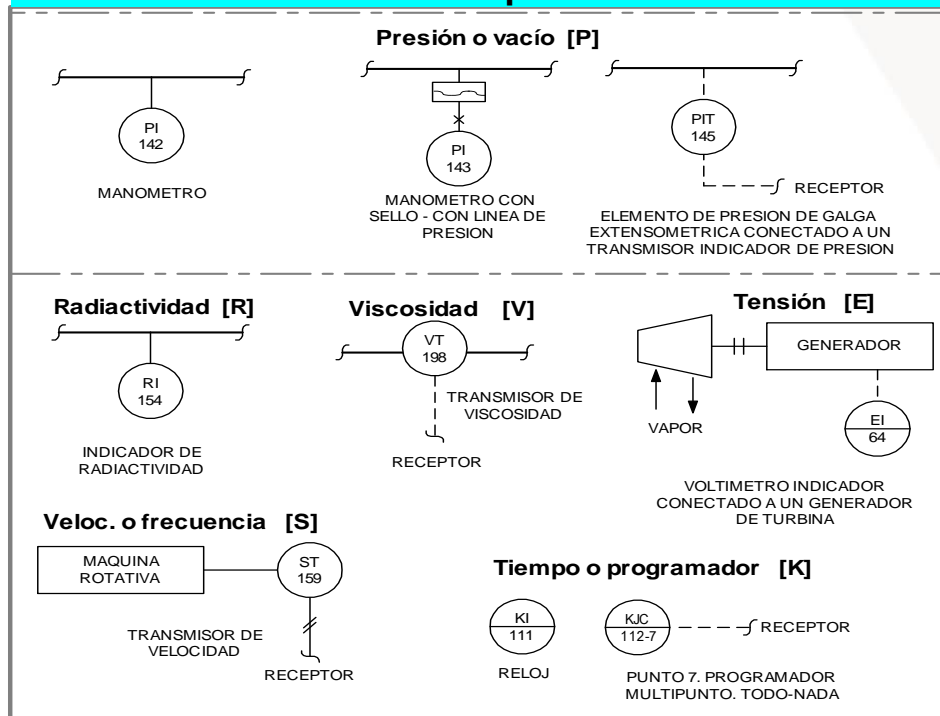 Presión o vacío [P]
PI
142
MANOMETRO
PI
143
MANOMETRO CON
SELLO - CON LINEA DE
PRESION
PIT
145
RECEPTOR
ELEMENTO DE PRESION DE GALGA
EXTENSOMETRICA CONECTADO A UN
TRANSMISOR INDICADOR DE PRESION
Radiactividad [R]
RI
154
INDICADOR DE
RADIACTIVIDAD
Viscosidad [V]
VT
198
TRANSMISOR DE
VISCOSIDAD
RECEPTOR
Tensión [E]
GENERADOR
VAPOR
EI
64
VOLTIMETRO INDICADOR
CONECTADO A UN GENERADOR
DE TURBINA
Veloc. o frecuencia [S]
MAQUINA
ROTATIVA
ST
159
TRANSMISOR DE
VELOCIDAD
RECEPTOR
Tiempo o programador [K]
KI
111
RELOJ
KJC
112-7
RECEPTOR
PUNTO 7. PROGRAMADOR
MULTIPUNTO. TODO-NADA